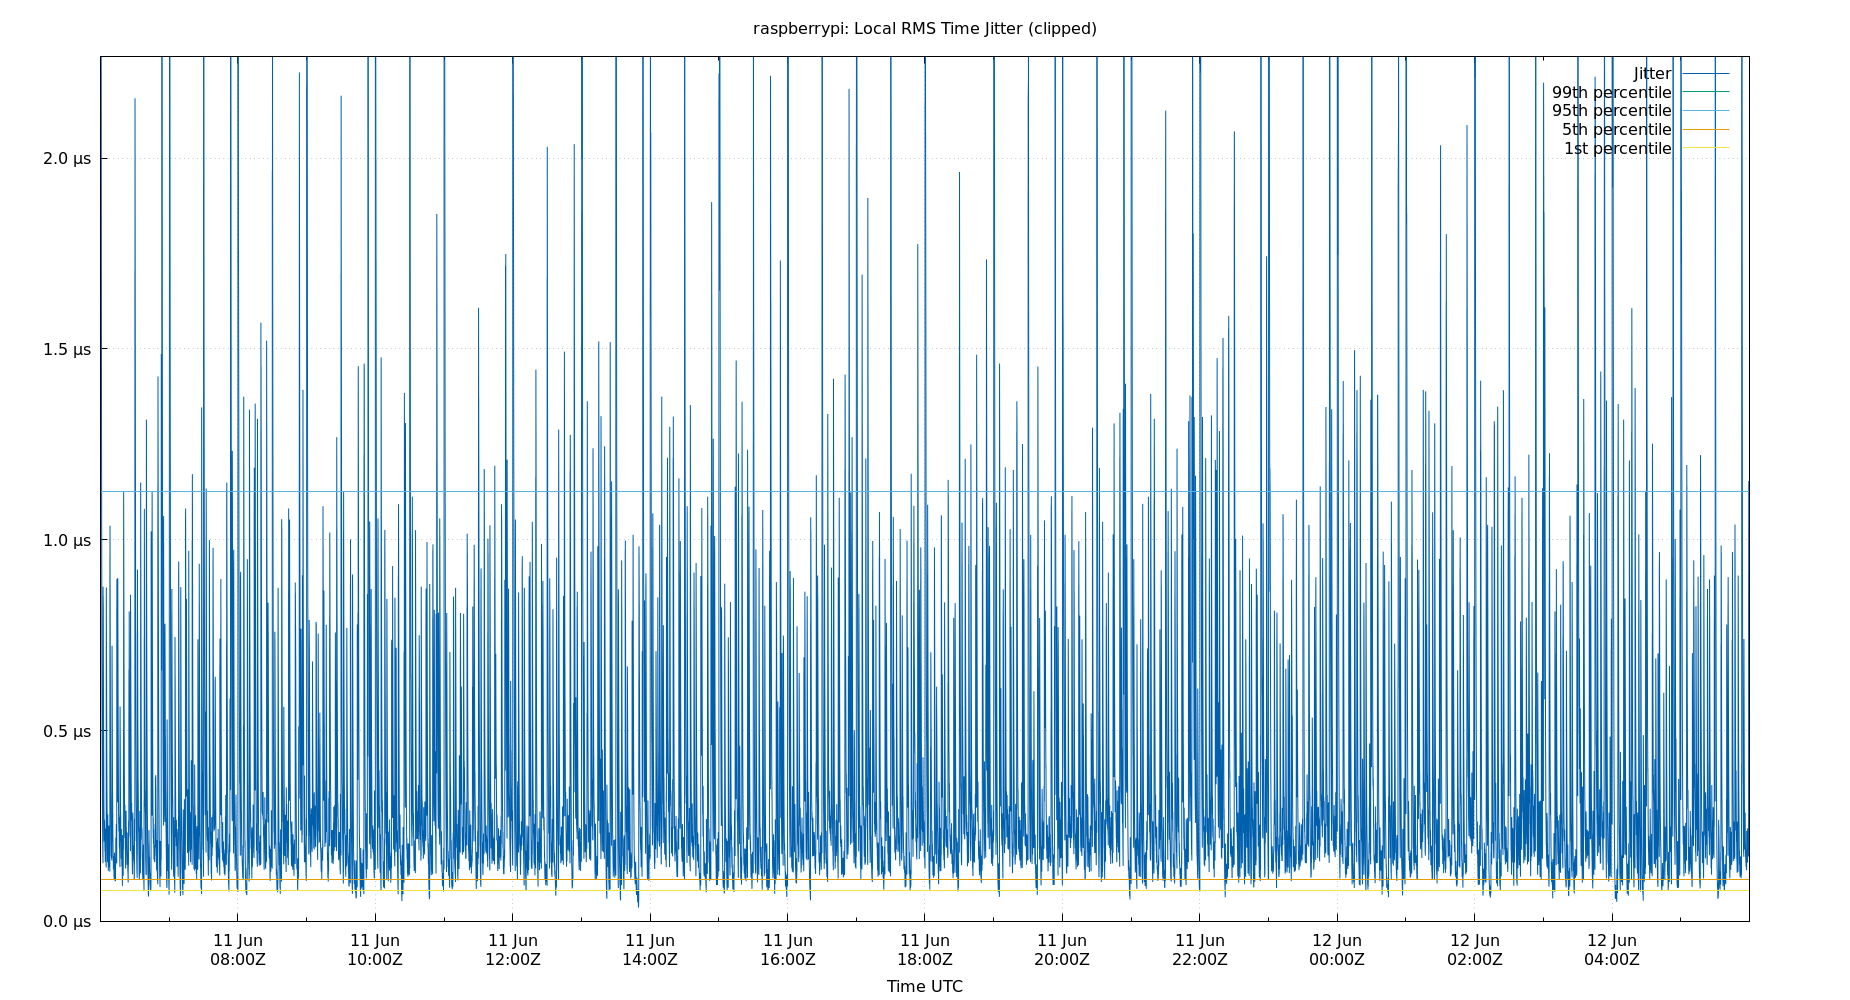 raspberrypi: Local RMS Time Jitter (clipped)
Jitter
99th percentile
95th percentile
5th percentile
1st percentile
2.0 µs
1.5 µs
1.0 µs
0.5 µs
0.0 µs
11 Jun 11 Jun 11 Jun 11 Jun 11 Jun 11 Jun 11 Jun 11 Jun 12 Jun 12 Jun 12 Jun
08:00Z 10:00Z 12:00Z 14:00Z 16:00Z 18:00Z 20:00Z 22:00Z 00:00Z 02:00Z 04:00Z
Time UTC